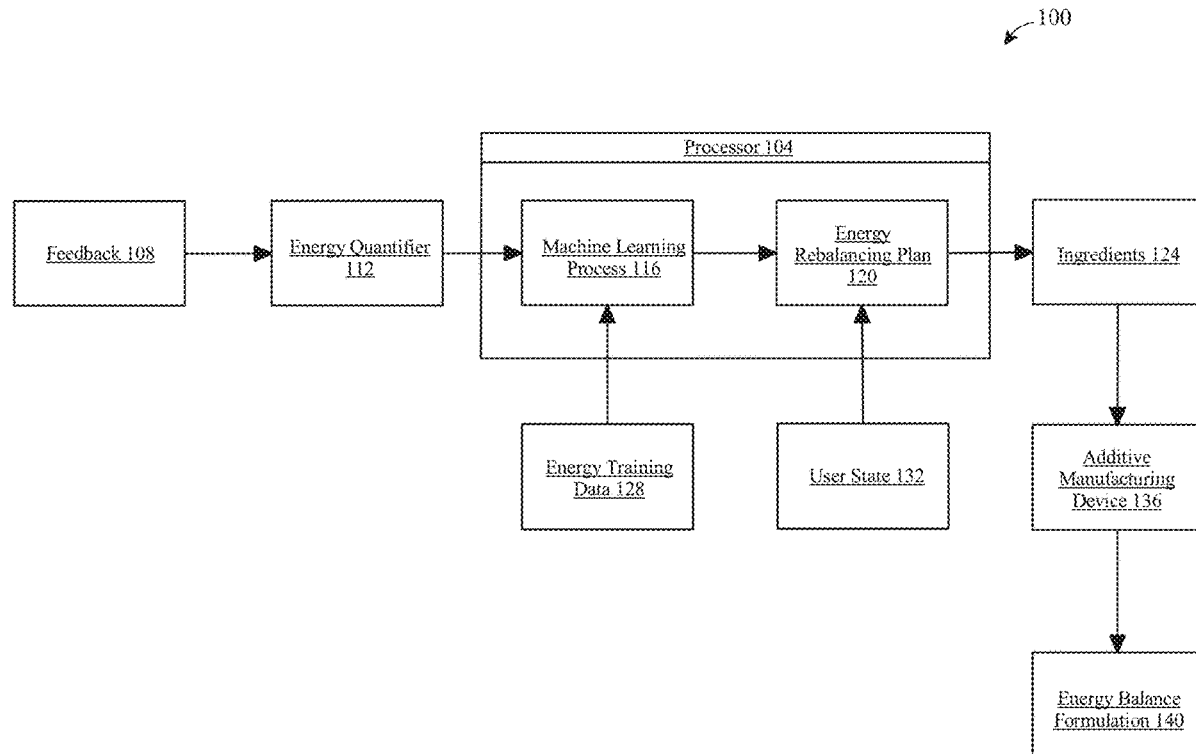 100
Processor 104
Feedback 108
Energy Quantifier
112
Machine Learning
Process 116
Energy
Rebalancing Plan
120
Ingredients 124
Energy Training
Data 128
User State 132
Additive
Manufacturing
Device 136
Energy Balance
Formulation 140